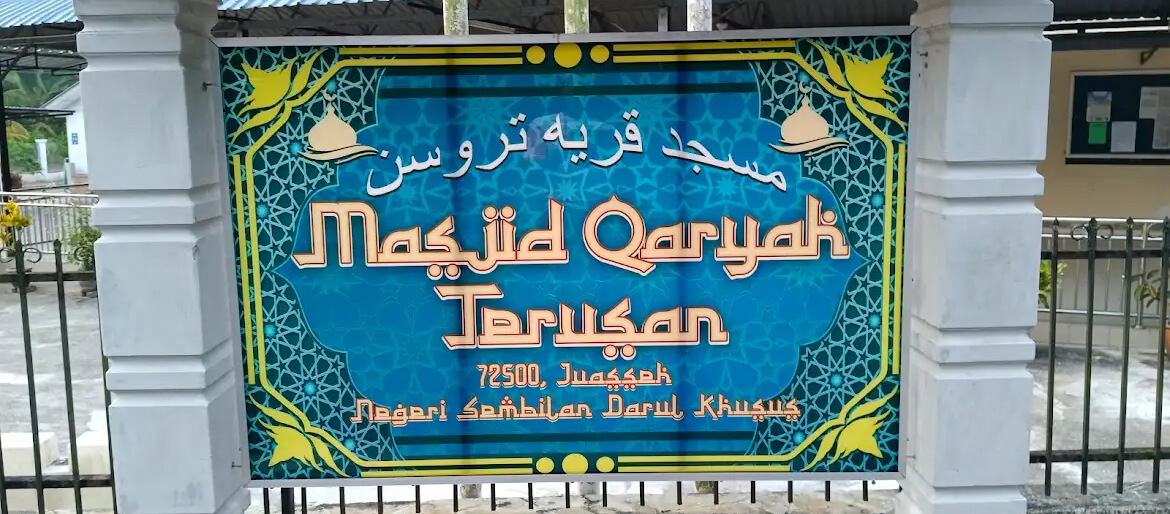 مسجد قريه تروسن
Masjid Qaryah
Terusan
72500, Juasseh
Negeri Sembilan Darul Khusus